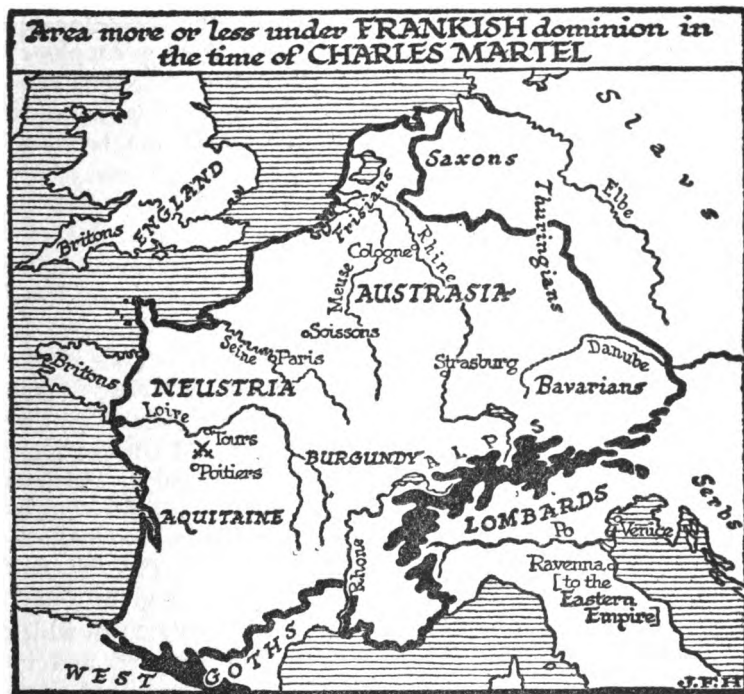 Area more or less under FRANKISH dominion in
the time of CHARLES MARTEL
Slavs
Saxons
ENGLAND
Britons
Frisians
Thuringians
Elbe
Cologne
Rhine
Meuse
AUSTRASIA
Soissons
Seine
Paris
Strasburg
Danube
Britons
Bavarians
NEUSTRIA
Loire
Tours
Poitiers
BURGUNDY
ALPS
AQUITAINE
LOMBARDS
Serbs
Po
Venice
Rhone
Ravenna
[to the
Eastern
Empire]
WEST GOTHS
J.F.H